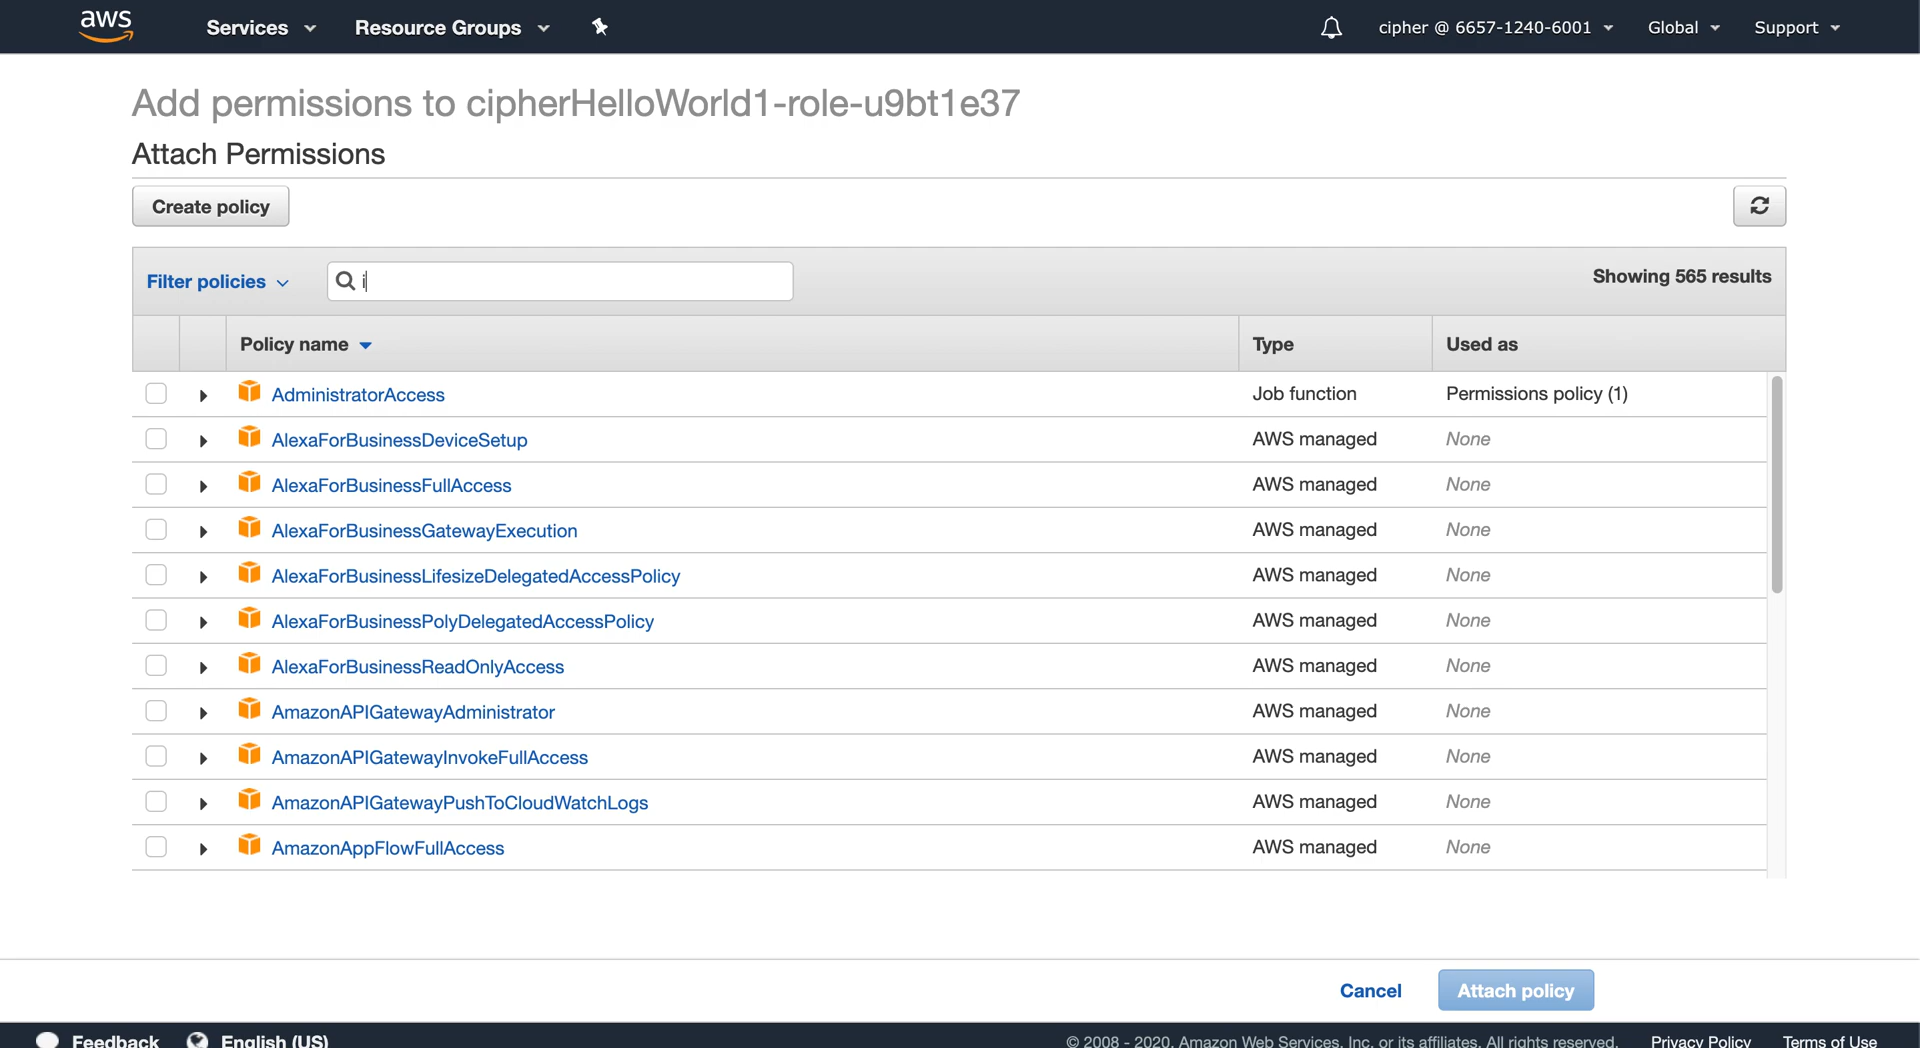 aws Services Resource Groups cipher @ 6657-1240-6001 Global Support
Add permissions to cipherHelloWorld1-role-u9bt1e37
Attach Permissions
Create policy
Filter policies i Showing 565 results
Policy name Type Used as
AdministratorAccess Job function Permissions policy (1)
AlexaForBusinessDeviceSetup AWS managed None
AlexaForBusinessFullAccess AWS managed None
AlexaForBusinessGatewayExecution AWS managed None
AlexaForBusinessLifesizeDelegatedAccessPolicy AWS managed None
AlexaForBusinessPolyDelegatedAccessPolicy AWS managed None
AlexaForBusinessReadOnlyAccess AWS managed None
AmazonAPIGatewayAdministrator AWS managed None
AmazonAPIGatewayInvokeFullAccess AWS managed None
AmazonAPIGatewayPushToCloudWatchLogs AWS managed None
AmazonAppFlowFullAccess AWS managed None
Cancel Attach policy
Feedback English (US) © 2008 - 2020, Amazon Web Services, Inc. or its affiliates. All rights reserved. Privacy Policy Terms of Use